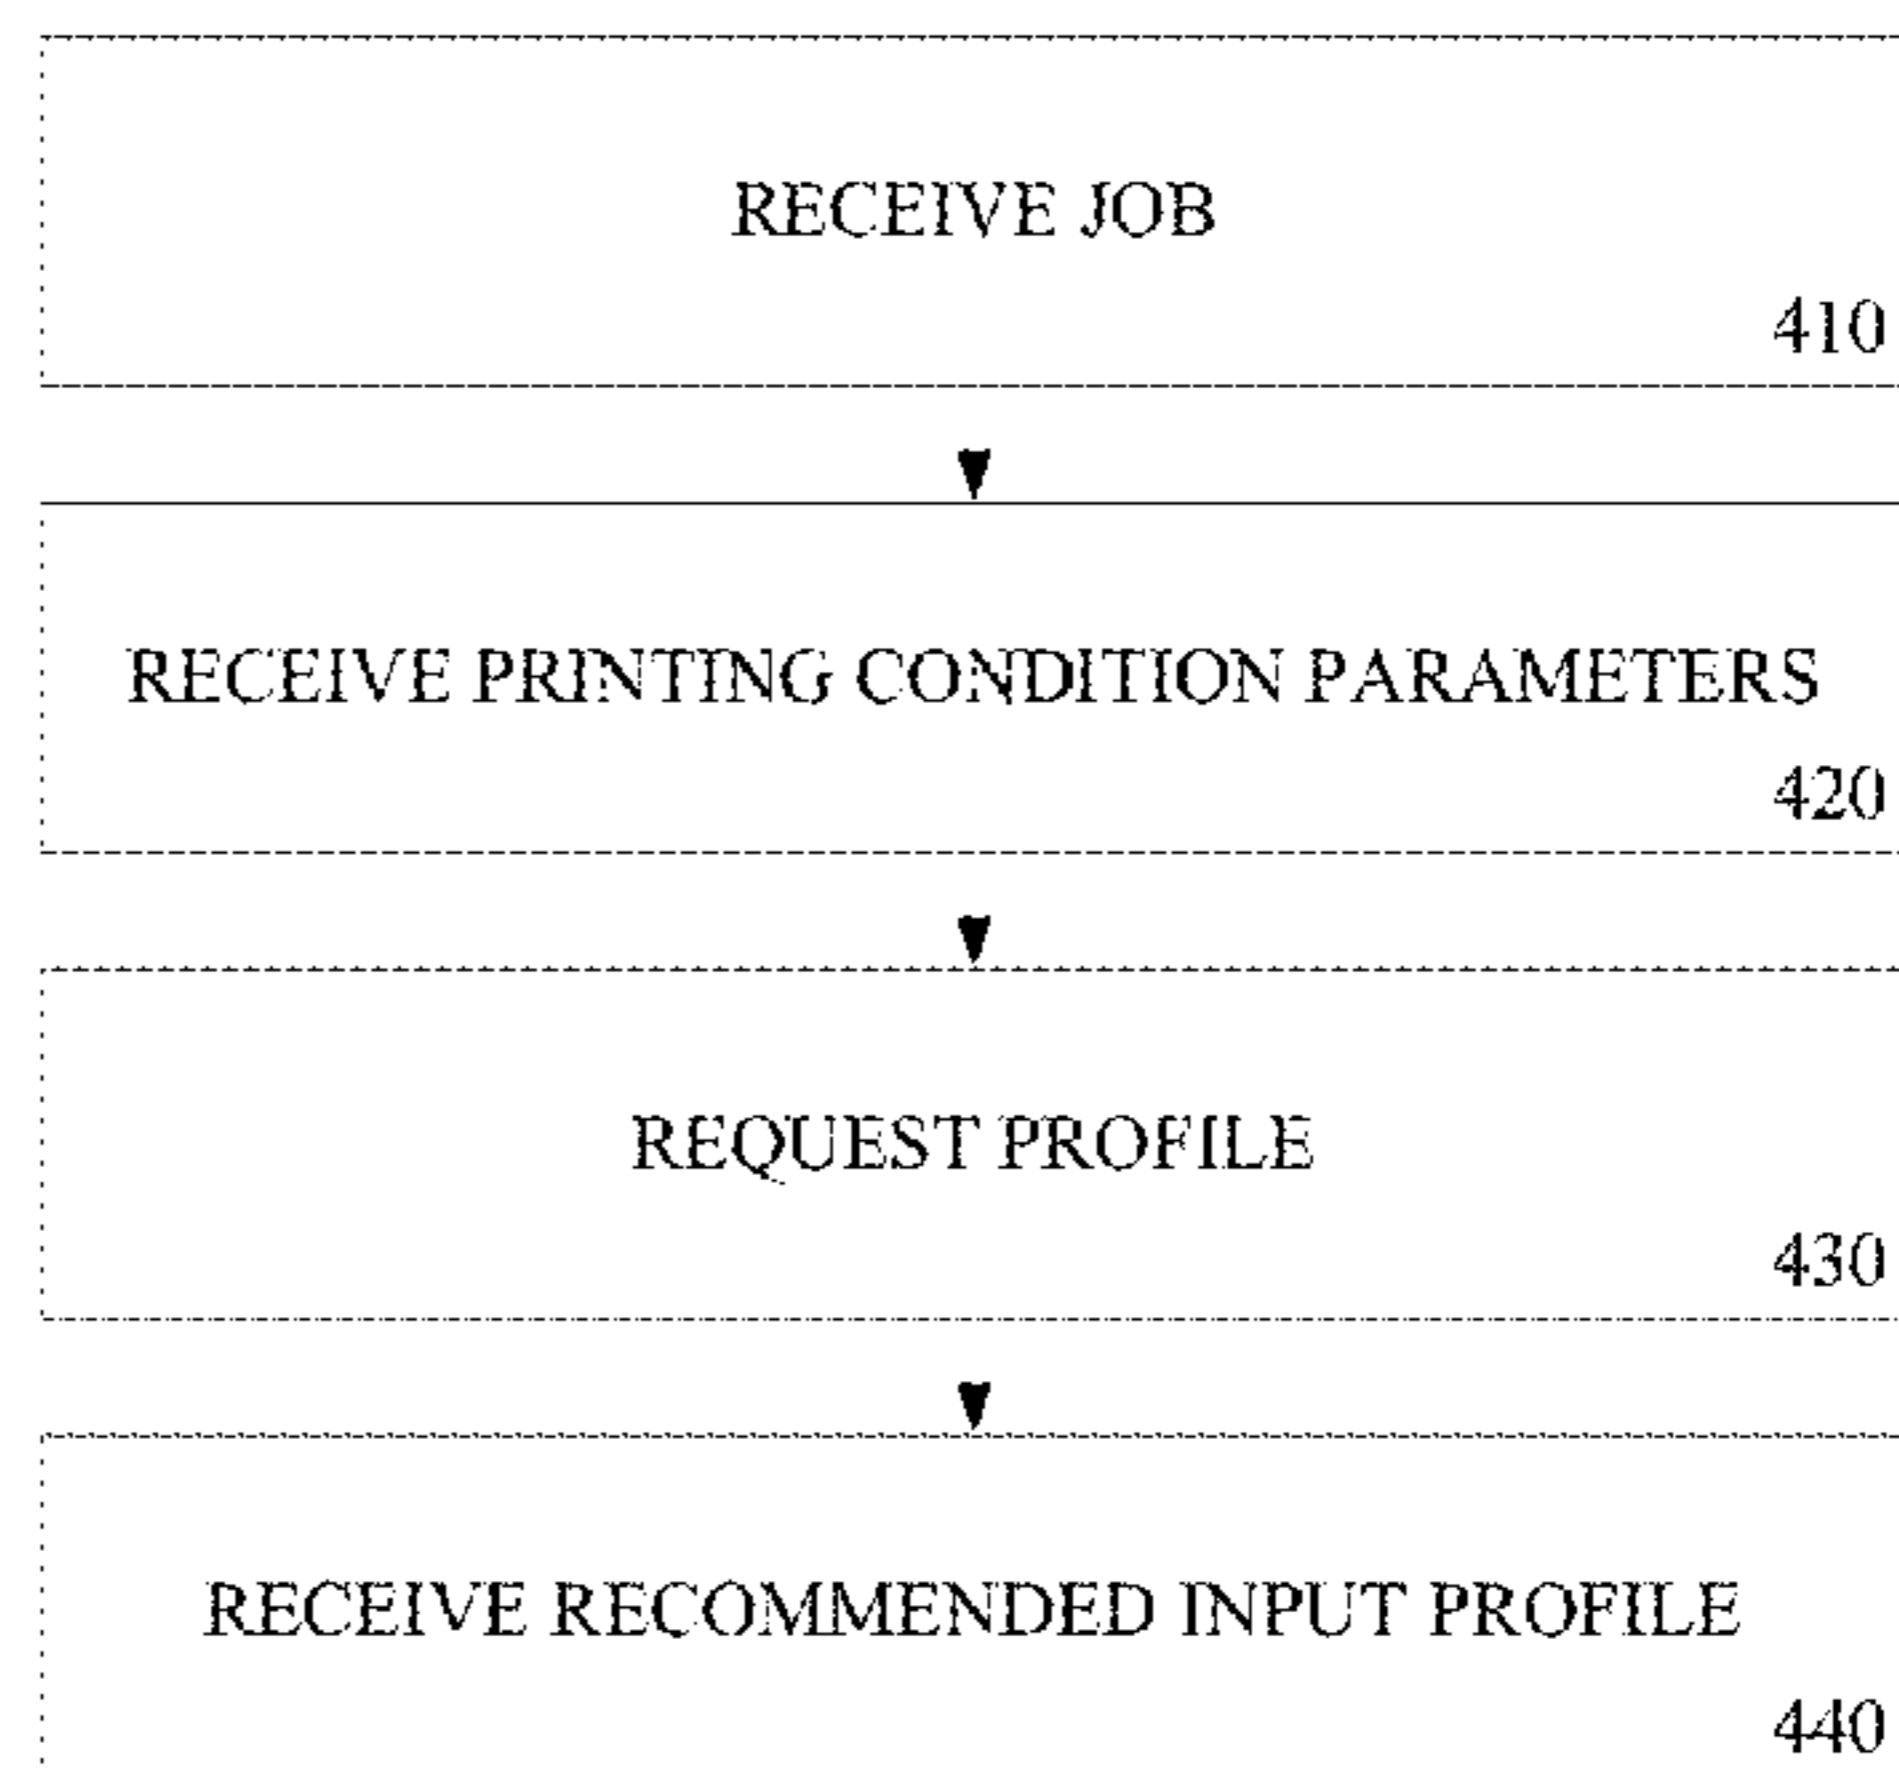 RECEIVE JOB
410
RECEIVE PRINTING CONDITION PARAMETERS
420
REQUEST PROFILE
430
RECEIVE RECOMMENDED INPUT PROFILE
440